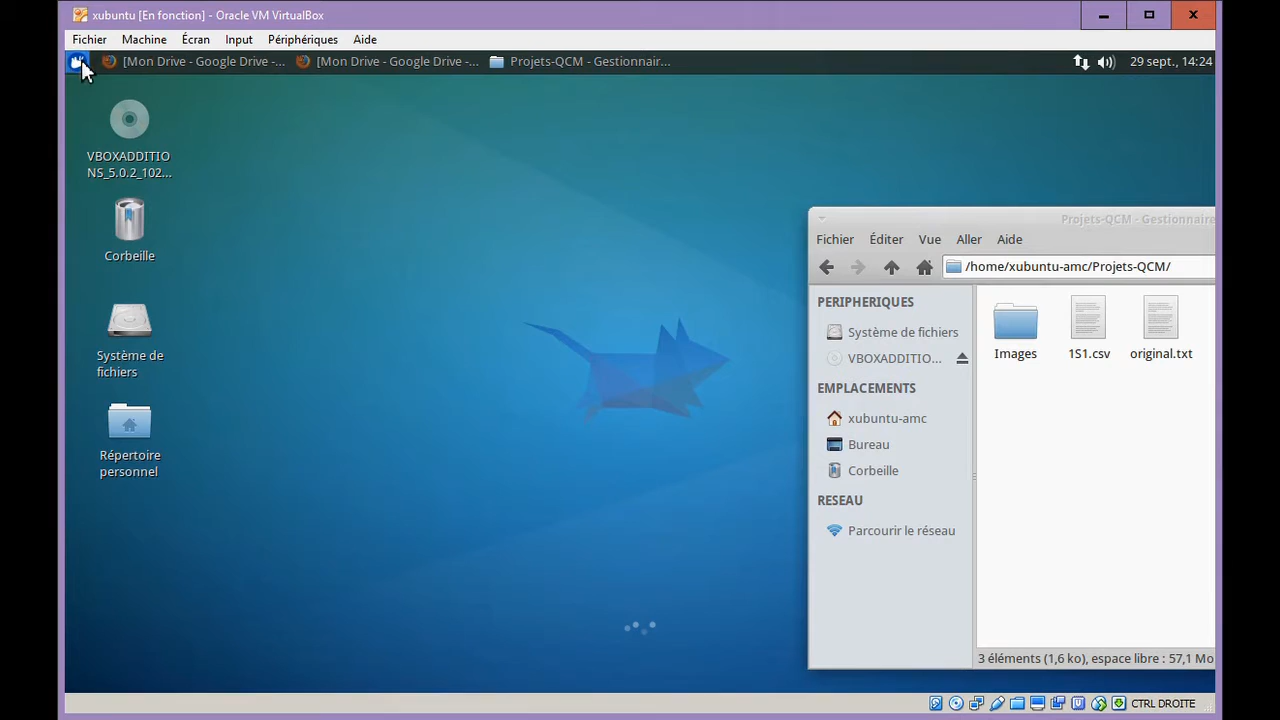 xubuntu [En fonction] - Oracle VM VirtualBox
Fichier Machine Écran Input Périphériques Aide
[Mon Drive - Google Drive -... [Mon Drive - Google Drive -... Projets-QCM - Gestionnair... 29 sept., 14:24
VBOXADDITIO
NS_5.0.2_102...
Corbeille
Système de
fichiers
Répertoire
personnel
Projets-QCM - Gestionnaire
Fichier Éditer Vue Aller Aide
/home/xubuntu-amc/Projets-QCM/
PERIPHERIQUES
Système de fichiers
VBOXADDITIO...
EMPLACEMENTS
xubuntu-amc
Bureau
Corbeille
RESEAU
Parcourir le réseau
Images 1S1.csv original.txt
3 éléments (1,6 ko), espace libre : 57,1 Mo
CTRL DROITE